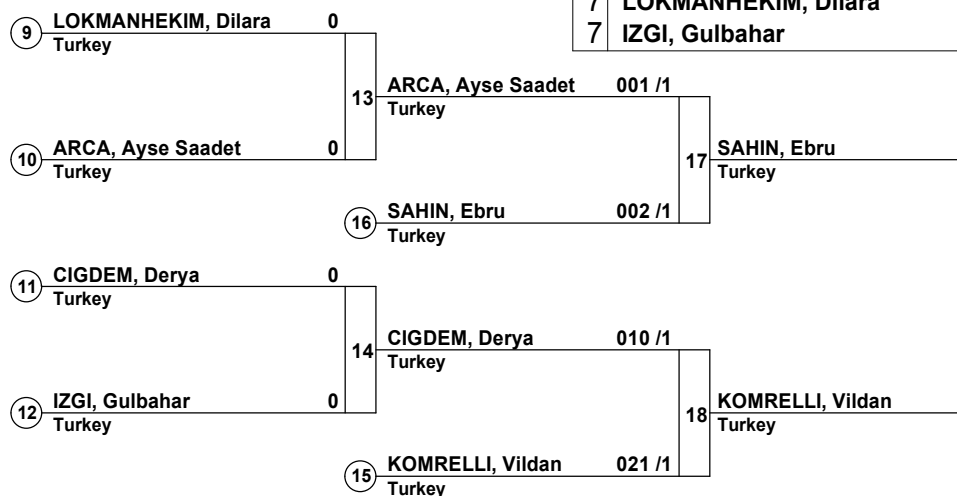 7 LOKMANHEKIM, Dilara
7 IZGI, Gulbahar
9 LOKMANHEKIM, Dilara 0
Turkey
13
ARCA, Ayse Saadet 001 /1
Turkey
10 ARCA, Ayse Saadet 0
Turkey
17
SAHIN, Ebru
Turkey
16 SAHIN, Ebru 002 /1
Turkey
11 CIGDEM, Derya 0
Turkey
14
CIGDEM, Derya 010 /1
Turkey
12 IZGI, Gulbahar 0
Turkey
18
KOMRELLI, Vildan
Turkey
15 KOMRELLI, Vildan 021 /1
Turkey